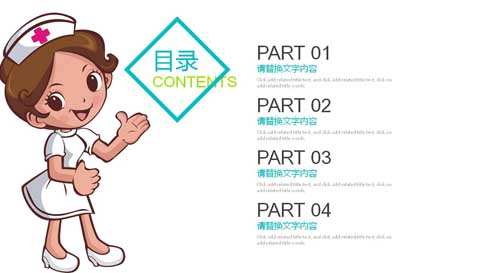 目录
CONTENTS
PART 01
请替换文字内容
Click add related title text, and click add related title text, click on
add related title words.
PART 02
请替换文字内容
Click add related title text, and click add related title text, click on
add related title words.
PART 03
请替换文字内容
Click add related title text, and click add related title text, click on
add related title words.
PART 04
请替换文字内容
Click add related title text, and click add related title text, click on
add related title words.